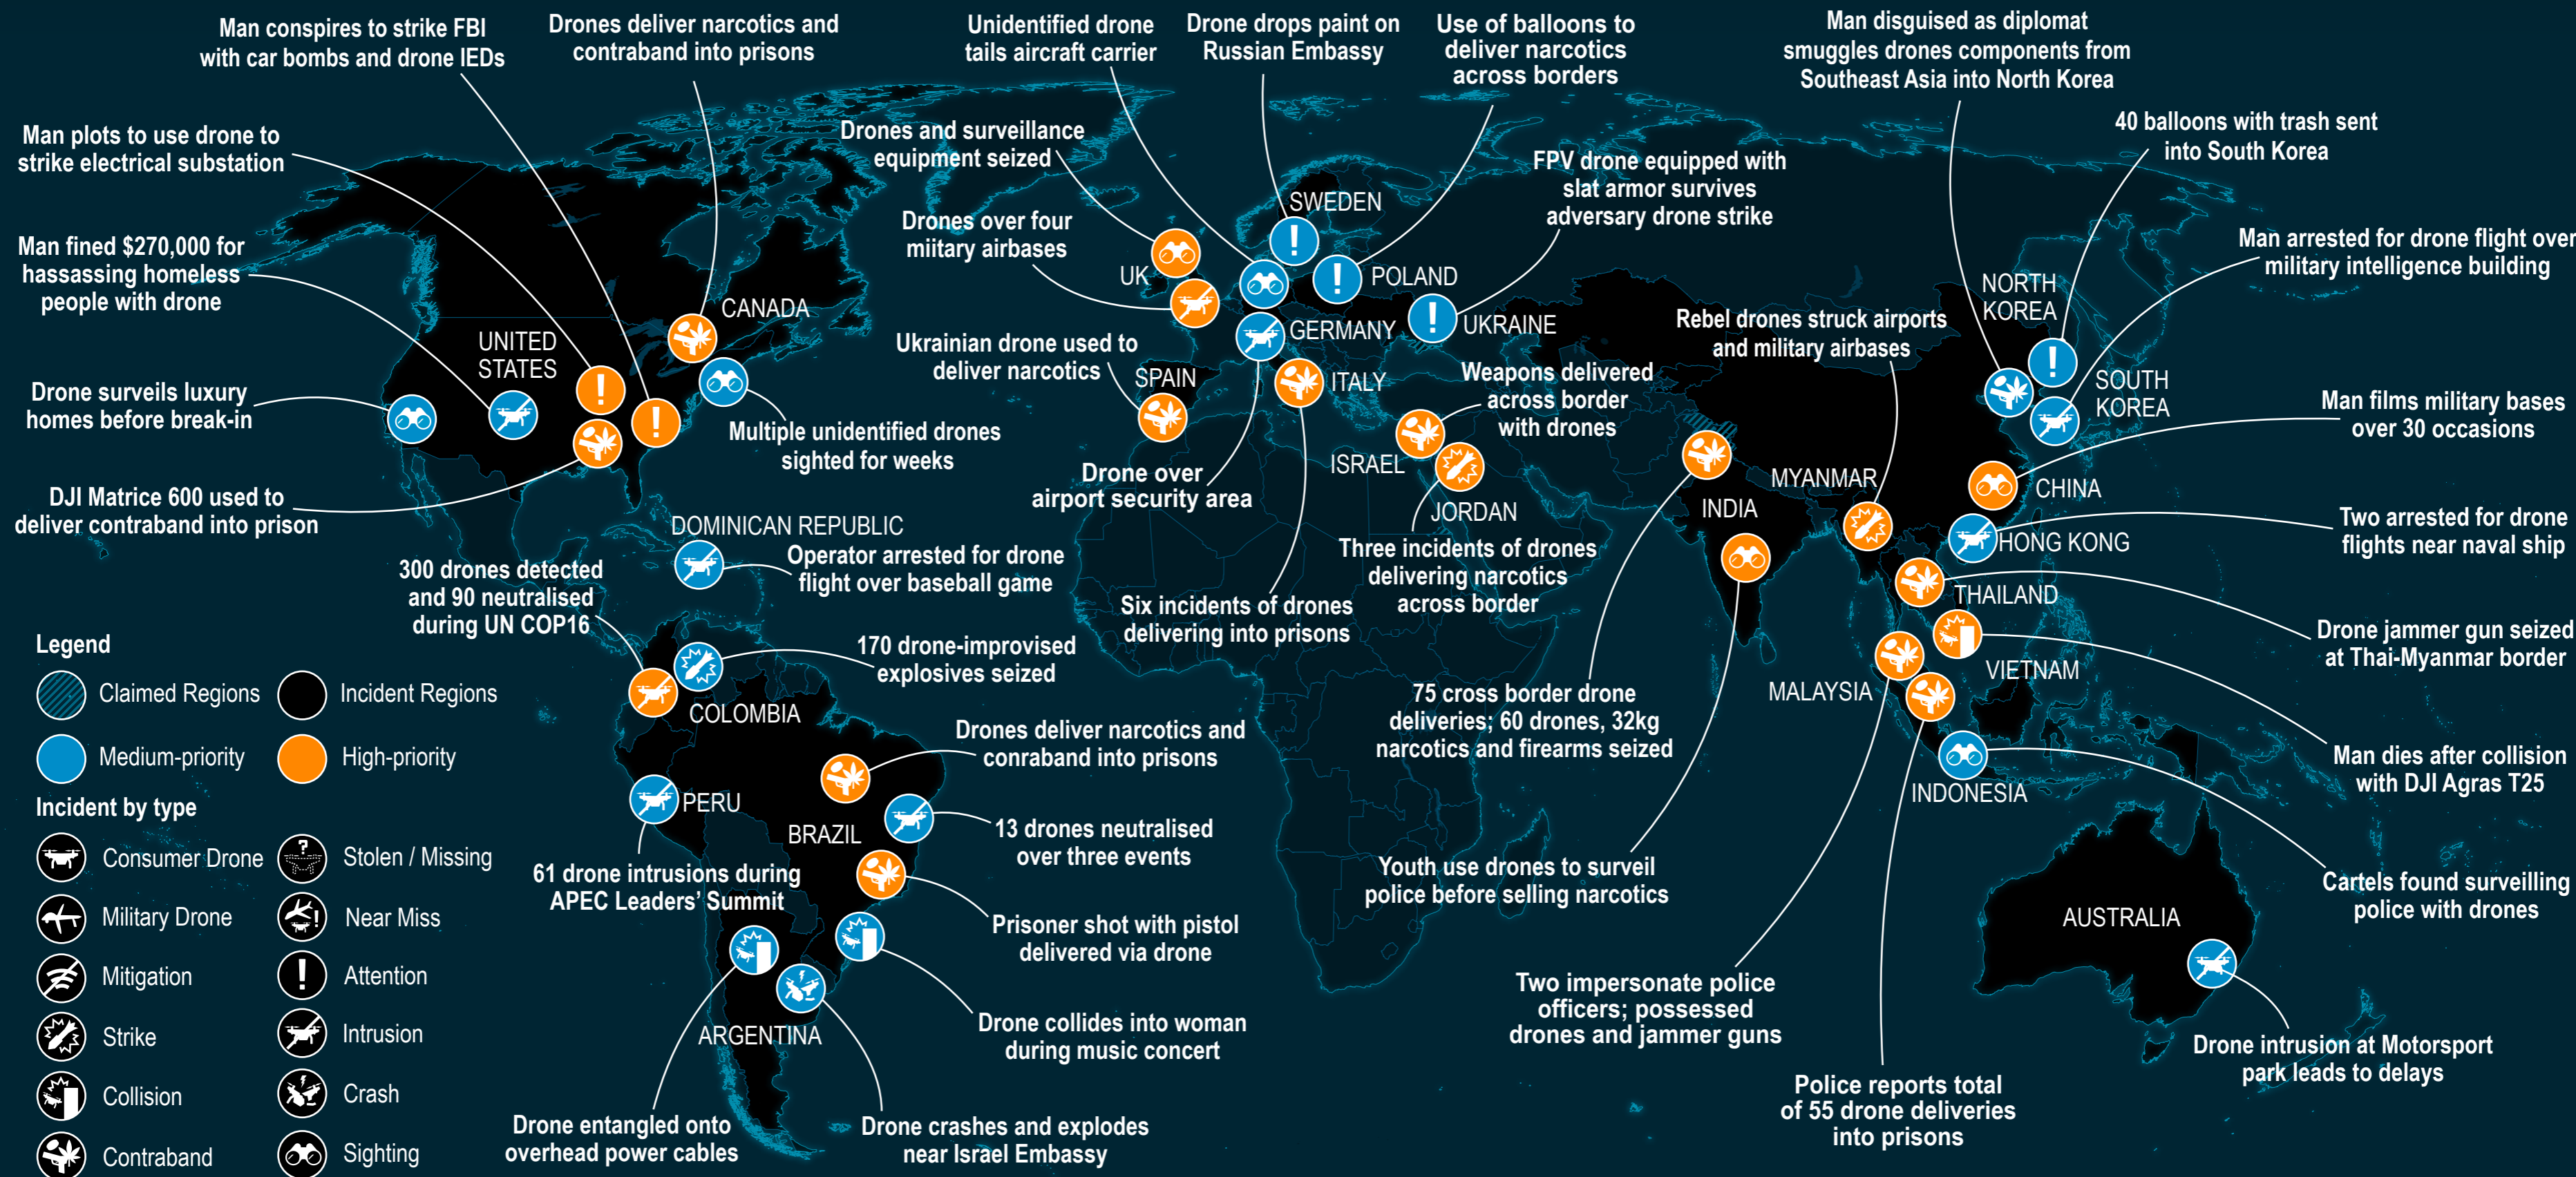 Man conspires to strike FBI
with car bombs and drone IEDs
Drones deliver narcotics and
contraband into prisons
Unidentified drone
tails aircraft carrier
Drone drops paint on
Russian Embassy
Use of balloons to
deliver narcotics
across borders
Man disguised as diplomat
smuggles drones components from
Southeast Asia into North Korea
Man plots to use drone to
strike electrical substation
Drones and surveillance
equipment seized
FPV drone equipped with
slat armor survives
adversary drone strike
40 balloons with trash sent
into South Korea
Man fined $270,000 for
hassassing homeless
people with drone
Drones over four
miitary airbases
Man arrested for drone flight over
military intelligence building
SWEDEN
UK
POLAND
NORTH
KOREA
CANADA
UNITED
STATES
GERMANY
UKRAINE
Ukrainian drone used to
deliver narcotics
Rebel drones struck airports
and military airbases
SPAIN
ITALY
Weapons delivered
across border
with drones
SOUTH
KOREA
Drone surveils luxury
homes before break-in
Multiple unidentified drones
sighted for weeks
Man films military bases
over 30 occasions
Drone over
airport security area
ISRAEL
JORDAN
MYANMAR
INDIA
CHINA
DJI Matrice 600 used to
deliver contraband into prison
DOMINICAN REPUBLIC
Operator arrested for drone
flight over baseball game
Three incidents of drones
delivering narcotics
across border
HONG KONG
Two arrested for drone
flights near naval ship
300 drones detected
and 90 neutralised
during UN COP16
Six incidents of drones
delivering into prisons
THAILAND
Drone jammer gun seized
at Thai-Myanmar border
170 drone-improvised
explosives seized
COLOMBIA
75 cross border drone
deliveries; 60 drones, 32kg
narcotics and firearms seized
MALAYSIA
VIETNAM
Drones deliver narcotics and
conraband into prisons
Man dies after collision
with DJI Agras T25
PERU
BRAZIL
INDONESIA
13 drones neutralised
over three events
61 drone intrusions during
APEC Leaders’ Summit
Youth use drones to surveil
police before selling narcotics
Cartels found surveilling
police with drones
Prisoner shot with pistol
delivered via drone
AUSTRALIA
ARGENTINA
Drone collides into woman
during music concert
Two impersonate police
officers; possessed
drones and jammer guns
Drone intrusion at Motorsport
park leads to delays
Drone entangled onto
overhead power cables
Drone crashes and explodes
near Israel Embassy
Police reports total
of 55 drone deliveries
into prisons
Legend
Claimed Regions
Incident Regions
Medium-priority
High-priority
Incident by type
Consumer Drone
Stolen / Missing
Military Drone
Near Miss
Mitigation
Attention
Strike
Intrusion
Collision
Crash
Contraband
Sighting